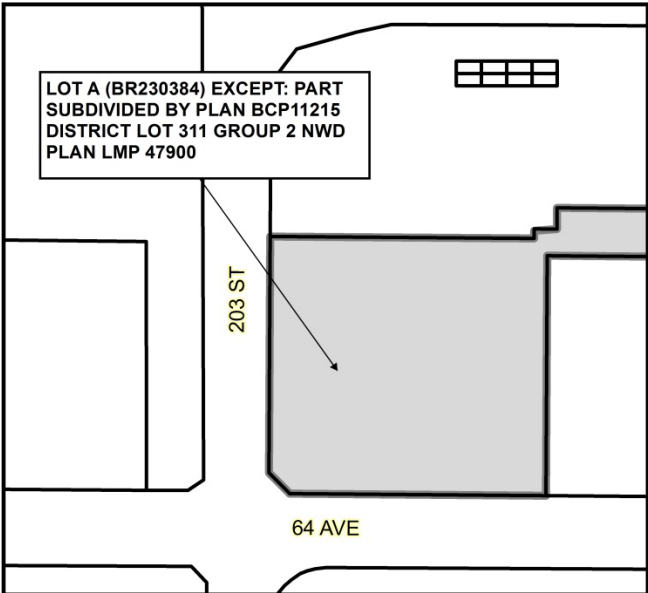 LOT A (BR230384) EXCEPT: PART
SUBDIVIDED BY PLAN BCP11215
DISTRICT LOT 311 GROUP 2 NWD
PLAN LMP 47900
203 ST
64 AVE